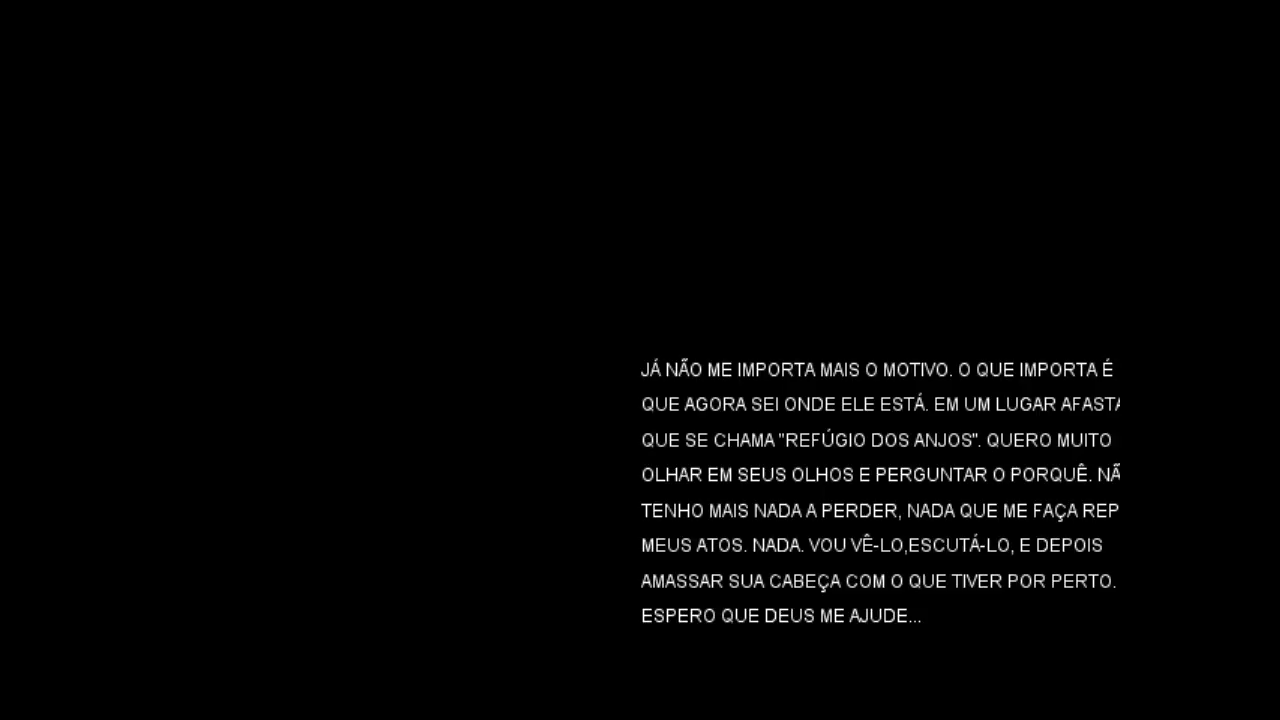 JÁ NÃO ME IMPORTA MAIS O MOTIVO. O QUE IMPORTA É
QUE AGORA SEI ONDE ELE ESTÁ. EM UM LUGAR AFASTA
QUE SE CHAMA "REFÚGIO DOS ANJOS". QUERO MUITO
OLHAR EM SEUS OLHOS E PERGUNTAR O PORQUÊ. NÃ
TENHO MAIS NADA A PERDER, NADA QUE ME FAÇA REP
MEUS ATOS. NADA. VOU VÊ-LO,ESCUTÁ-LO, E DEPOIS
AMASSAR SUA CABEÇA COM O QUE TIVER POR PERTO.
ESPERO QUE DEUS ME AJUDE...